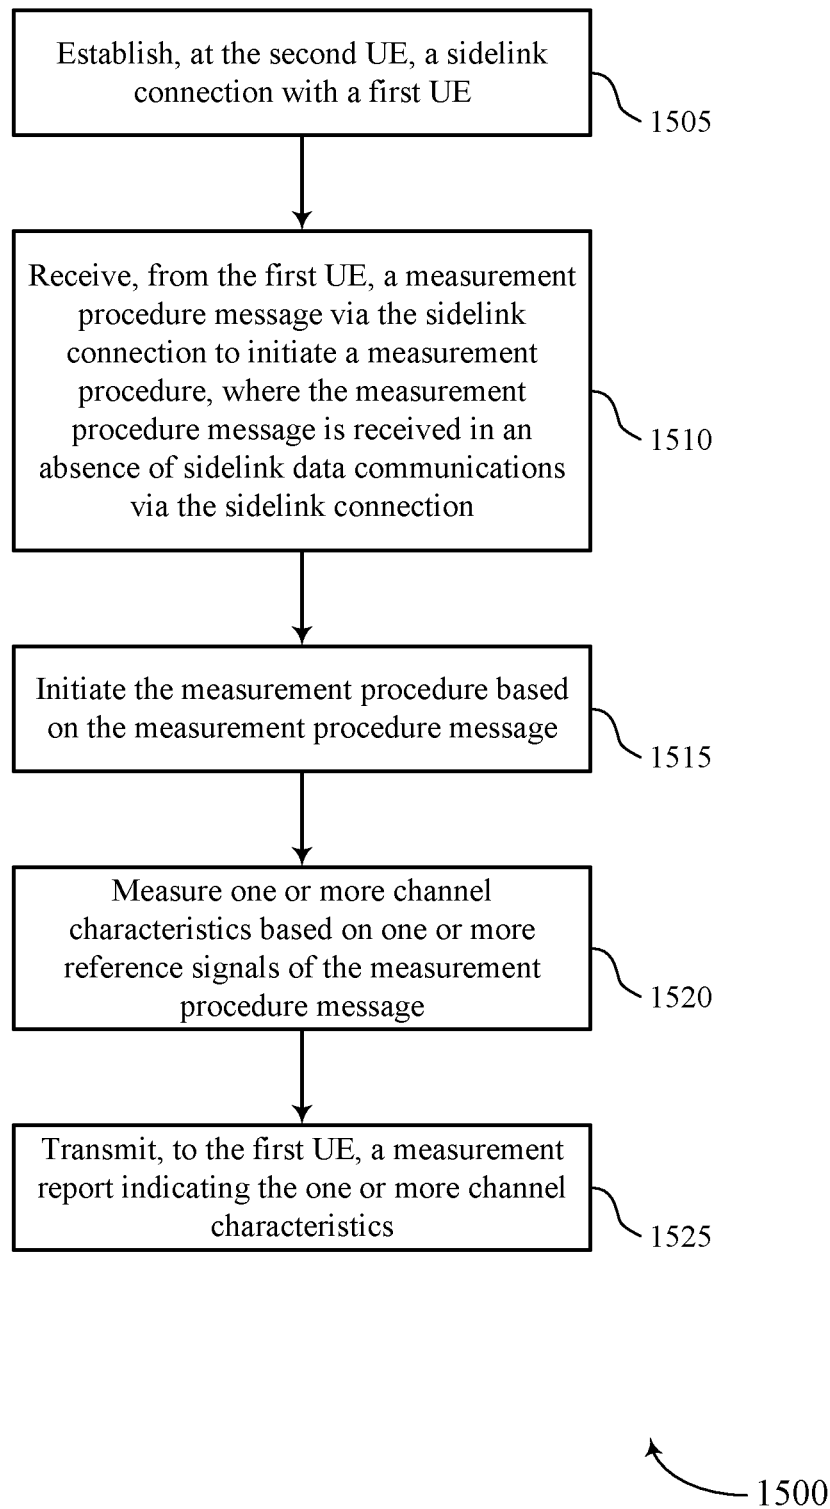 Establish, at the second UE, a sidelink
connection with a first UE
1505
Receive, from the first UE, a measurement
procedure message via the sidelink
connection to initiate a measurement
procedure, where the measurement
procedure message is received in an
absence of sidelink data communications
via the sidelink connection
1510
Initiate the measurement procedure based
on the measurement procedure message
1515
Measure one or more channel
characteristics based on one or more
reference signals of the measurement
procedure message
1520
Transmit, to the first UE, a measurement
report indicating the one or more channel
characteristics
1525
1500